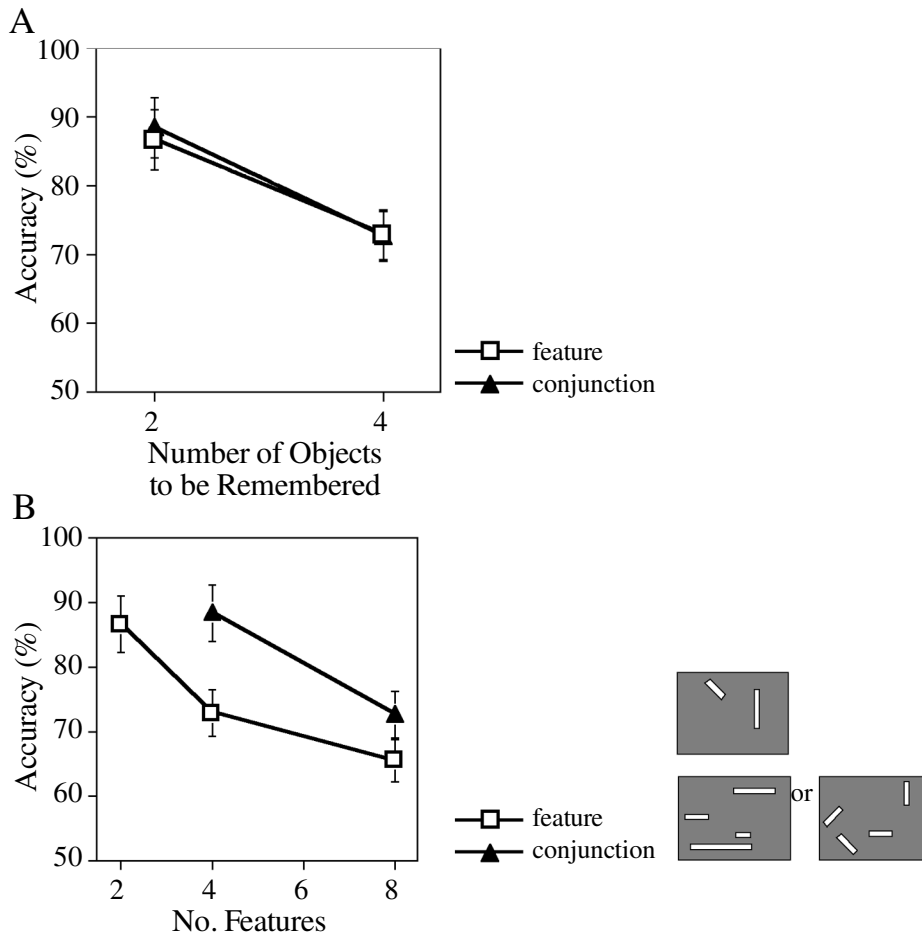 A
100
90
80
70
60
50
Accuracy (%)
2 4
Number of Objects
to be Remembered
feature
conjunction
B
100
90
80
70
60
50
Accuracy (%)
2 4 6 8
No. Features
feature
conjunction
or